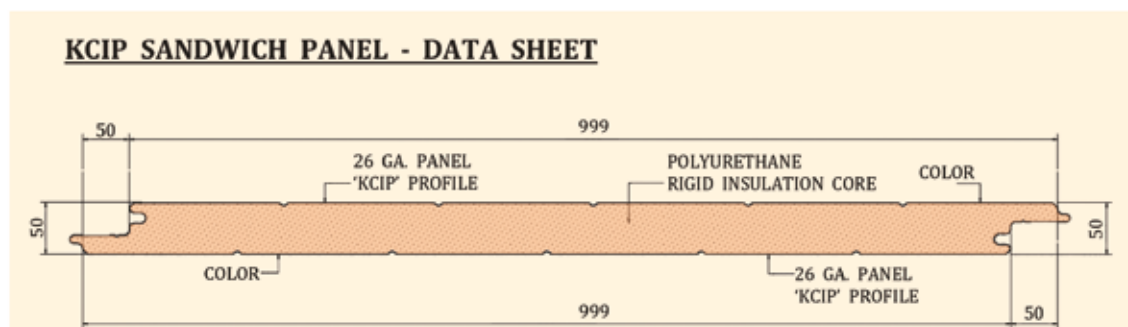 KCIP SANDWICH PANEL - DATA SHEET
50
999
26 GA. PANEL
‘KCIP’ PROFILE
POLYURETHANE
RIGID INSULATION CORE
COLOR
50
50
COLOR
26 GA. PANEL
‘KCIP’ PROFILE
999
50